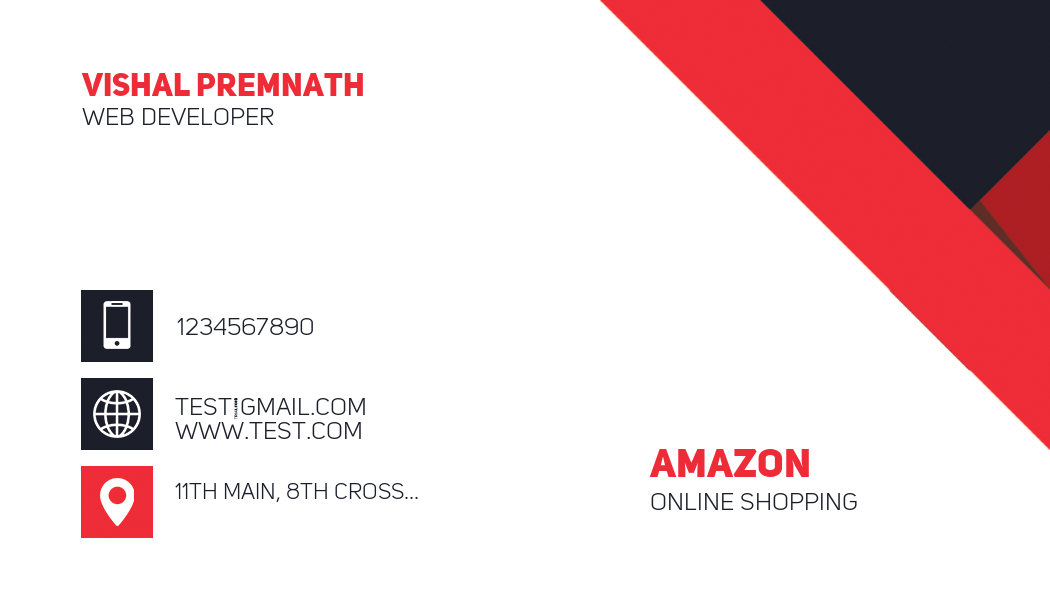 VISHAL PREMNATH
WEB DEVELOPER
1234567890
TEST GMAIL.COM
WWW.TEST.COM
11TH MAIN, 8TH CROSS...
AMAZON
ONLINE SHOPPING